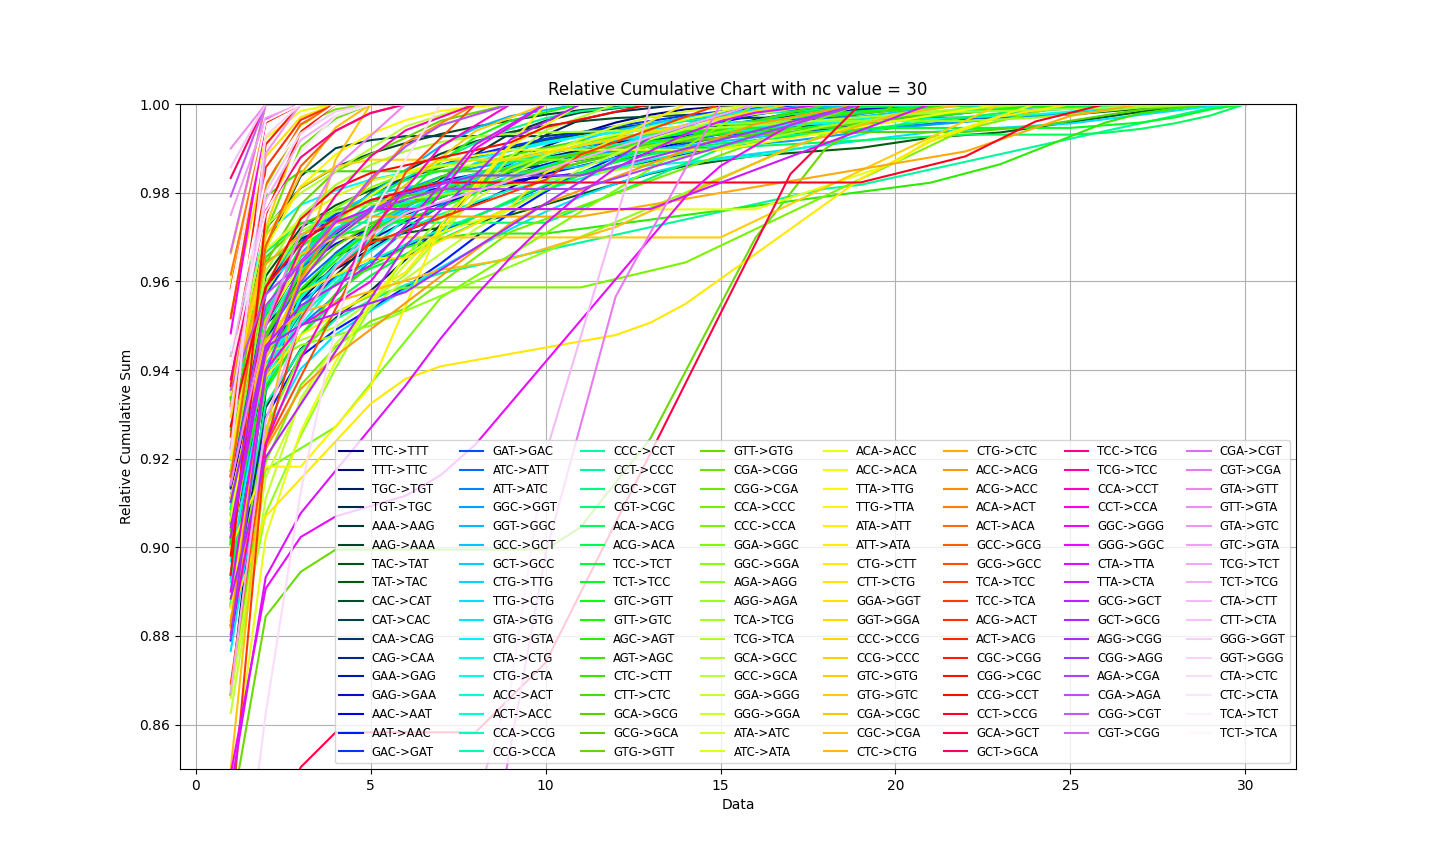 Relative Cumulative Chart with nc value = 30
Relative Cumulative Sum
1.00
0.98
0.96
0.94
0.92
0.90
0.88
0.86
TTC->TTT
TTT->TTC
TGC->TGT
TGT->TGC
AAA->AAG
AAG->AAA
TAC->TAT
TAT->TAC
CAC->CAT
CAT->CAC
CAA->CAG
CAG->CAA
GAA->GAG
GAG->GAA
AAC->AAT
AAT->AAC
GAC->GAT
GAT->GAC
ATC->ATT
ATT->ATC
GGC->GGT
GGT->GGC
GCC->GCT
GCT->GCC
CTG->TTG
TTG->CTG
GTA->GTG
GTG->GTA
CTA->CTG
CTG->CTA
ACC->ACT
ACT->ACC
CCA->CCG
CCG->CCA
CCC->CCT
CCT->CCC
CGC->CGT
CGT->CGC
ACA->ACG
ACG->ACA
TCC->TCT
TCT->TCC
GTC->GTT
GTT->GTC
AGC->AGT
AGT->AGC
CTC->CTT
CTT->CTC
GCA->GCG
GCG->GCA
GTG->GTT
GTT->GTG
CGA->CGG
CGG->CGA
CCA->CCC
CCC->CCA
GGA->GGC
GGC->GGA
AGA->AGG
AGG->AGA
TCA->TCG
TCG->TCA
GCA->GCC
GCC->GCA
GGA->GGG
GGG->GGA
ATA->ATC
ATC->ATA
ACA->ACC
ACC->ACA
TTA->TTG
TTG->TTA
ATA->ATT
ATT->ATA
CTG->CTT
CTT->CTG
GGA->GGT
GGT->GGA
CCC->CCG
CCG->CCC
GTC->GTG
GTG->GTC
CGA->CGC
CGC->CGA
CTC->CTG
CTG->CTC
ACC->ACG
ACG->ACC
ACA->ACT
ACT->ACA
GCC->GCG
GCG->GCC
TCA->TCC
TCC->TCA
ACG->ACT
ACT->ACG
CGC->CGG
CGG->CGC
CCG->CCT
CCT->CCG
GCA->GCT
GCT->GCA
TCC->TCG
TCG->TCC
CCA->CCT
CCT->CCA
GGC->GGG
GGG->GGC
CTA->TTA
TTA->CTA
GCG->GCT
GCT->GCG
AGG->CGG
CGG->AGG
AGA->CGA
CGA->AGA
CGG->CGT
CGT->CGG
CGA->CGT
CGT->CGA
GTA->GTT
GTT->GTA
GTA->GTC
GTC->GTA
TCG->TCT
TCT->TCG
CTA->CTT
CTT->CTA
GGG->GGT
GGT->GGG
CTA->CTC
CTC->CTA
TCA->TCT
TCT->TCA
0
5
10
15
20
25
30
Data